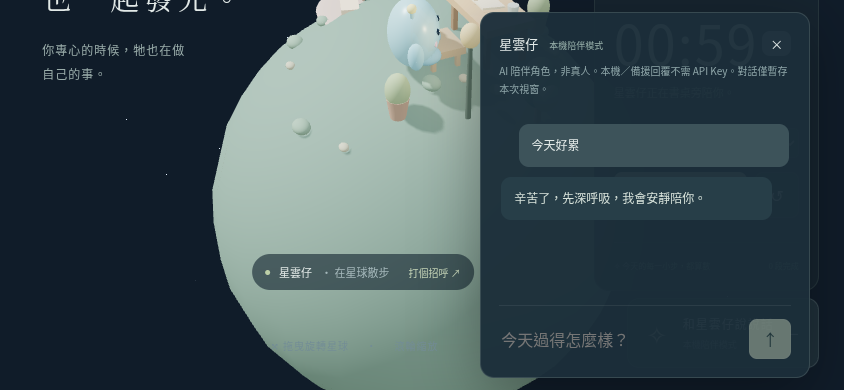 也一起發光。
你專心的時候，牠也在做
自己的事。
星雲仔 · 在星球散步 打個招呼 ↗
00:59
星雲仔 本機陪伴模式 ×
AI 陪伴角色，非真人。本機／備援回覆不需 API Key。對話僅暫存
本次視窗。
今天好累
辛苦了，先深呼吸，我會安靜陪你。
今天過得怎麼樣？ ↑